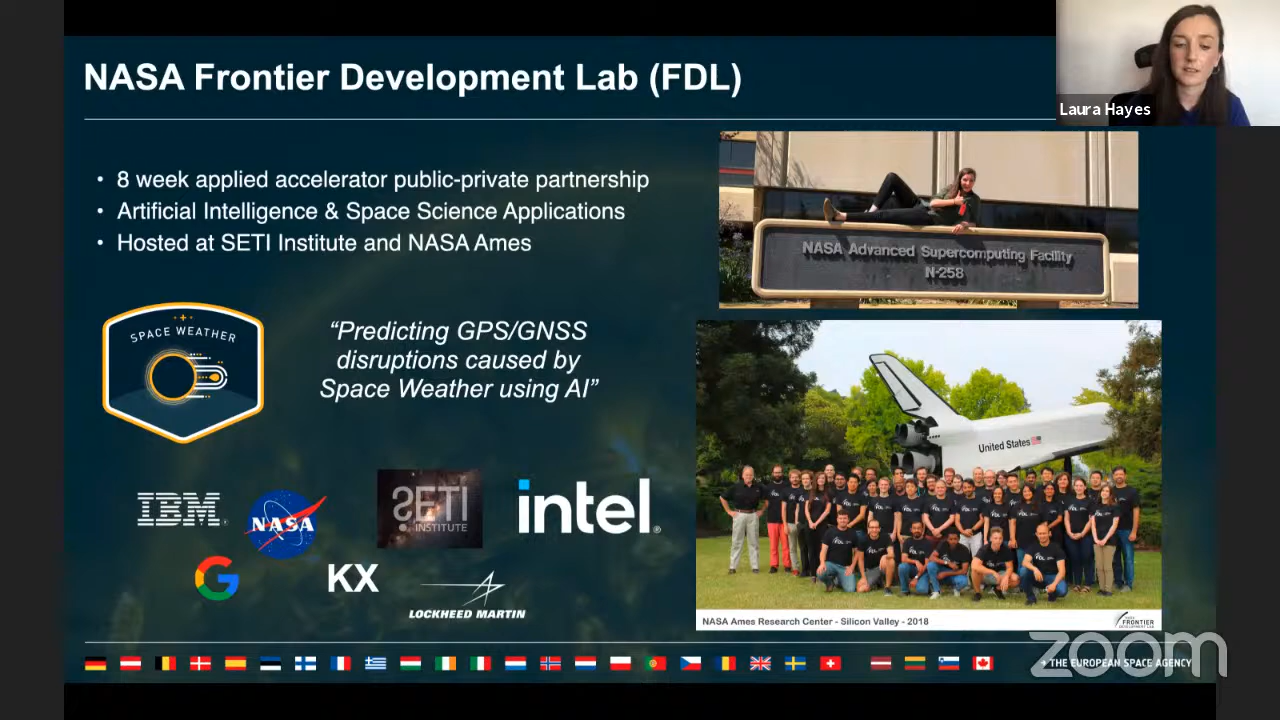 NASA Frontier Development Lab (FDL)
Laura Hayes
• 8 week applied accelerator public-private partnership
• Artificial Intelligence & Space Science Applications
• Hosted at SETI Institute and NASA Ames
NASA Advanced Supercomputing Facility
N-258
SPACE WEATHER
“Predicting GPS/GNSS
disruptions caused by
Space Weather using AI”
United States
IBM
NASA
SETI
INSTITUTE
intel
KX
LOCKHEED MARTIN
NASA Ames Research Center - Silicon Valley - 2018
FRONTIER
DEVELOPMENT LAB
THE EUROPEAN SPACE AGENCY
zoom